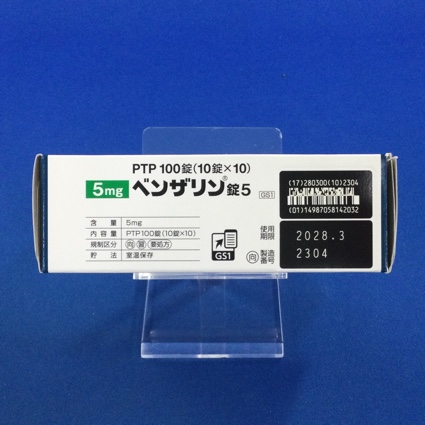 PTP 100錠(10錠×10)
5mg ベンザリン®錠5 GS1
含量 5mg
内容量 PTP100錠(10錠×10)
規制区分 向 習 要処方
貯法 室温保存
GS1
(17)280300(10)2304
(01)14987058142032
使用期限 2028.3
向 製造番号 2304